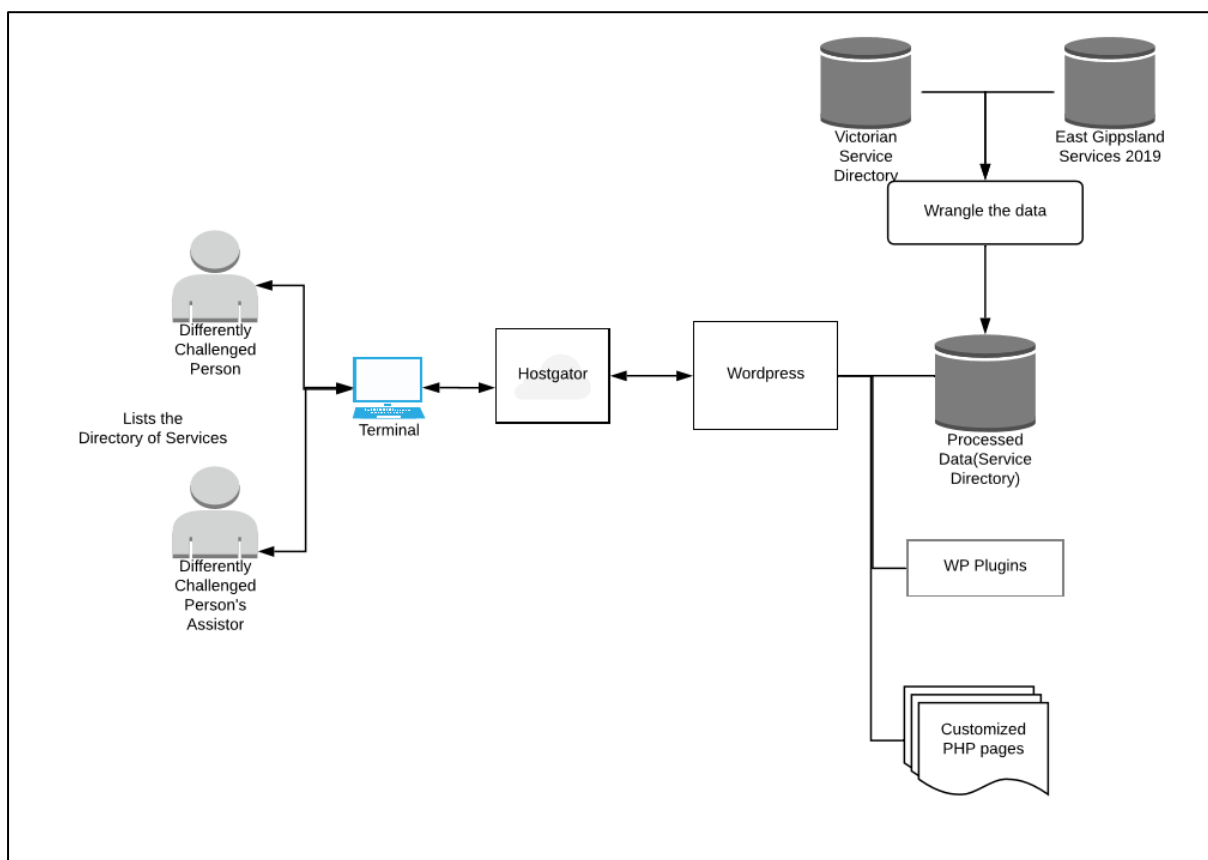 Victorian
Service
Directory
East Gippsland
Services 2019
Wrangle the data
Differently
Challenged
Person
Hostgator
Wordpress
Terminal
Lists the
Directory of Services
Processed
Data(Service
Directory)
Differently
Challenged
Person's
Assistor
WP Plugins
Customized
PHP pages